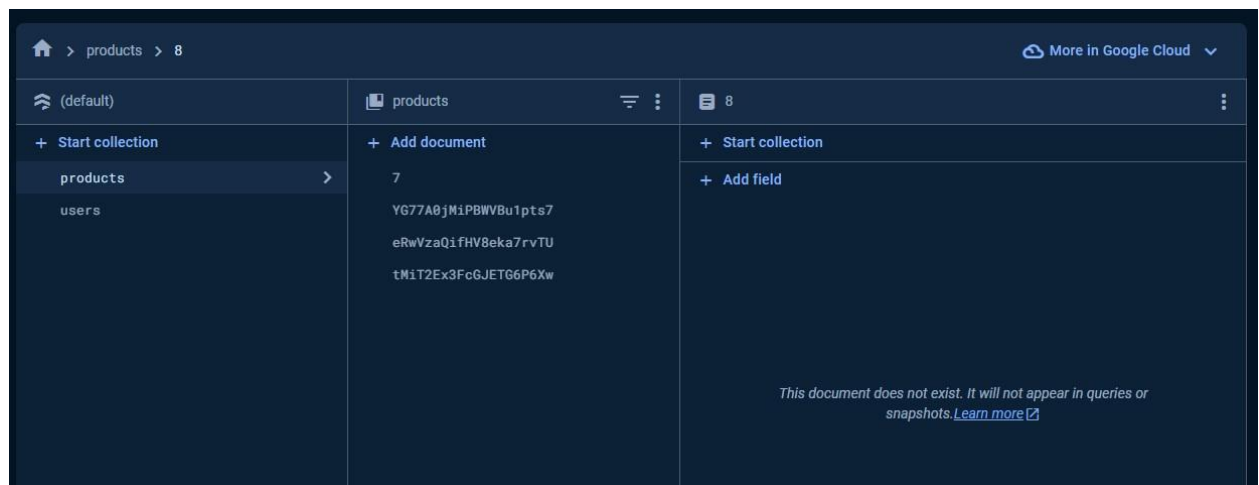 products > 8
More in Google Cloud
(default)
products
8
+ Start collection
+ Add document
+ Start collection
products
7
+ Add field
users
YG77A0jMiPBWVBu1pts7
eRwVzaQifHV8eka7rvTU
tMiT2Ex3FcGJETG6P6Xw
This document does not exist. It will not appear in queries or
snapshots.Learn more